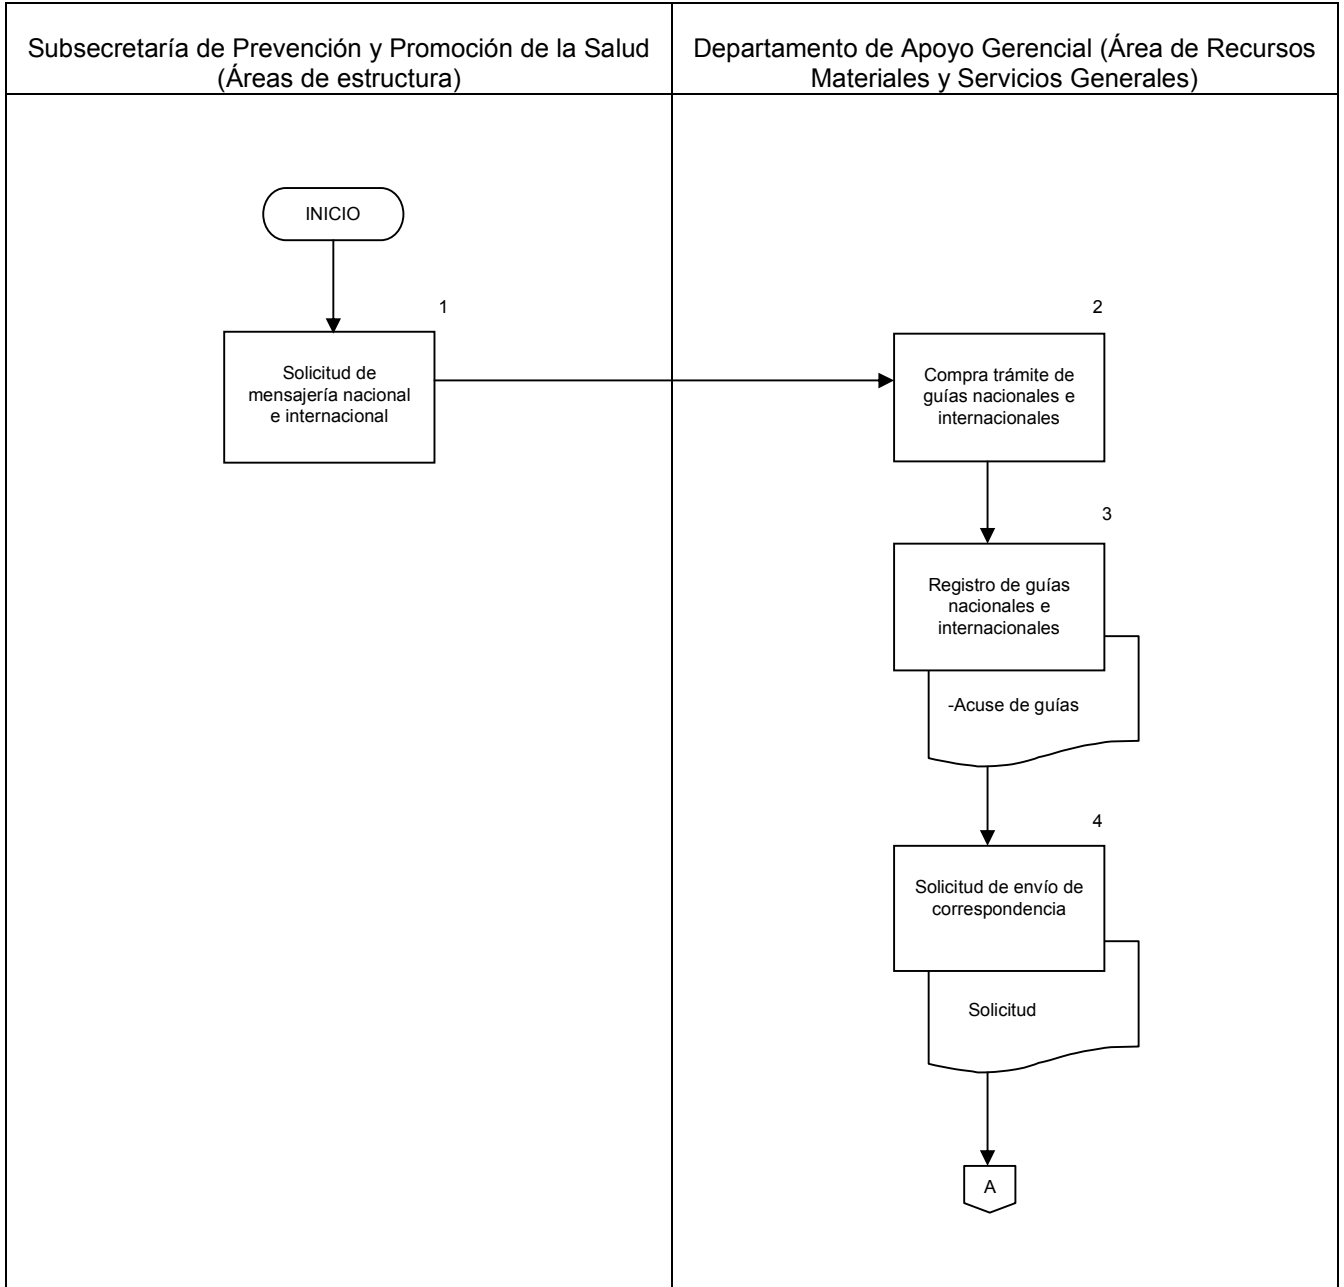 Subsecretaría de Prevención y Promoción de la Salud
(Áreas de estructura)
Departamento de Apoyo Gerencial (Área de Recursos
Materiales y Servicios Generales)
INICIO
1
Solicitud de
mensajería nacional
e internacional
2
Compra trámite de
guías nacionales e
internacionales
3
Registro de guías
nacionales e
internacionales
-Acuse de guías
4
Solicitud de envío de
correspondencia
Solicitud
A